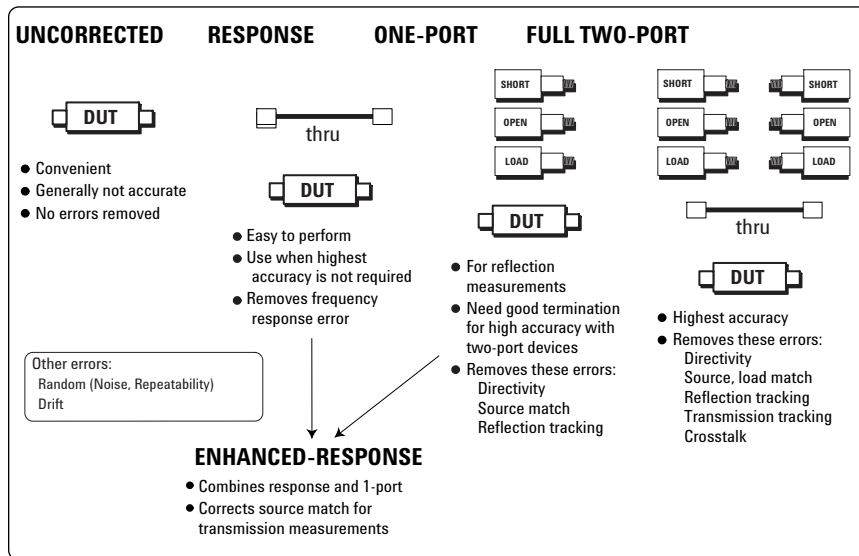 UNCORRECTED
DUT
● Convenient
● Generally not accurate
● No errors removed
RESPONSE
thru
DUT
● Easy to perform
● Use when highest
accuracy is not required
● Removes frequency
response error
ONE-PORT
SHORT
OPEN
LOAD
DUT
● For reflection
measurements
● Need good termination
for high accuracy with
two-port devices
● Removes these errors:
Directivity
Source match
Reflection tracking
FULL TWO-PORT
SHORT
SHORT
OPEN
OPEN
LOAD
LOAD
thru
DUT
● Highest accuracy
● Removes these errors:
Directivity
Source, load match
Reflection tracking
Transmission tracking
Crosstalk
Other errors:
Random (Noise, Repeatability)
Drift
ENHANCED-RESPONSE
● Combines response and 1-port
● Corrects source match for
transmission measurements